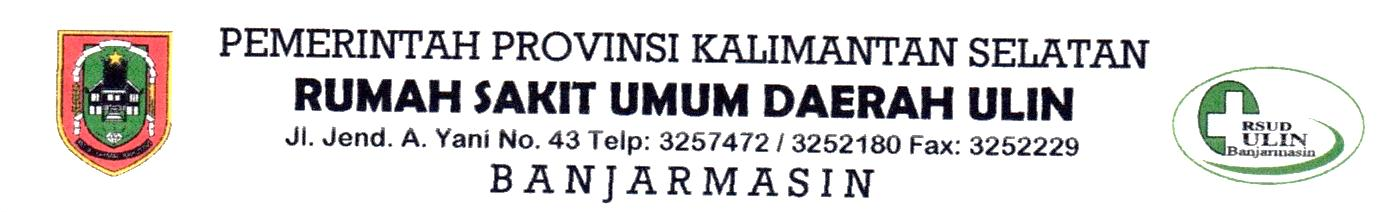 PEMERINTAH PROVINSI KALIMANTAN SELATAN
RUMAH SAKIT UMUM DAERAH ULIN
Jl. Jend. A. Yani No. 43 Telp: 3257472 / 3252180 Fax: 3252229
BANJARMASIN
RSUD
ULIN
Banjarmasin